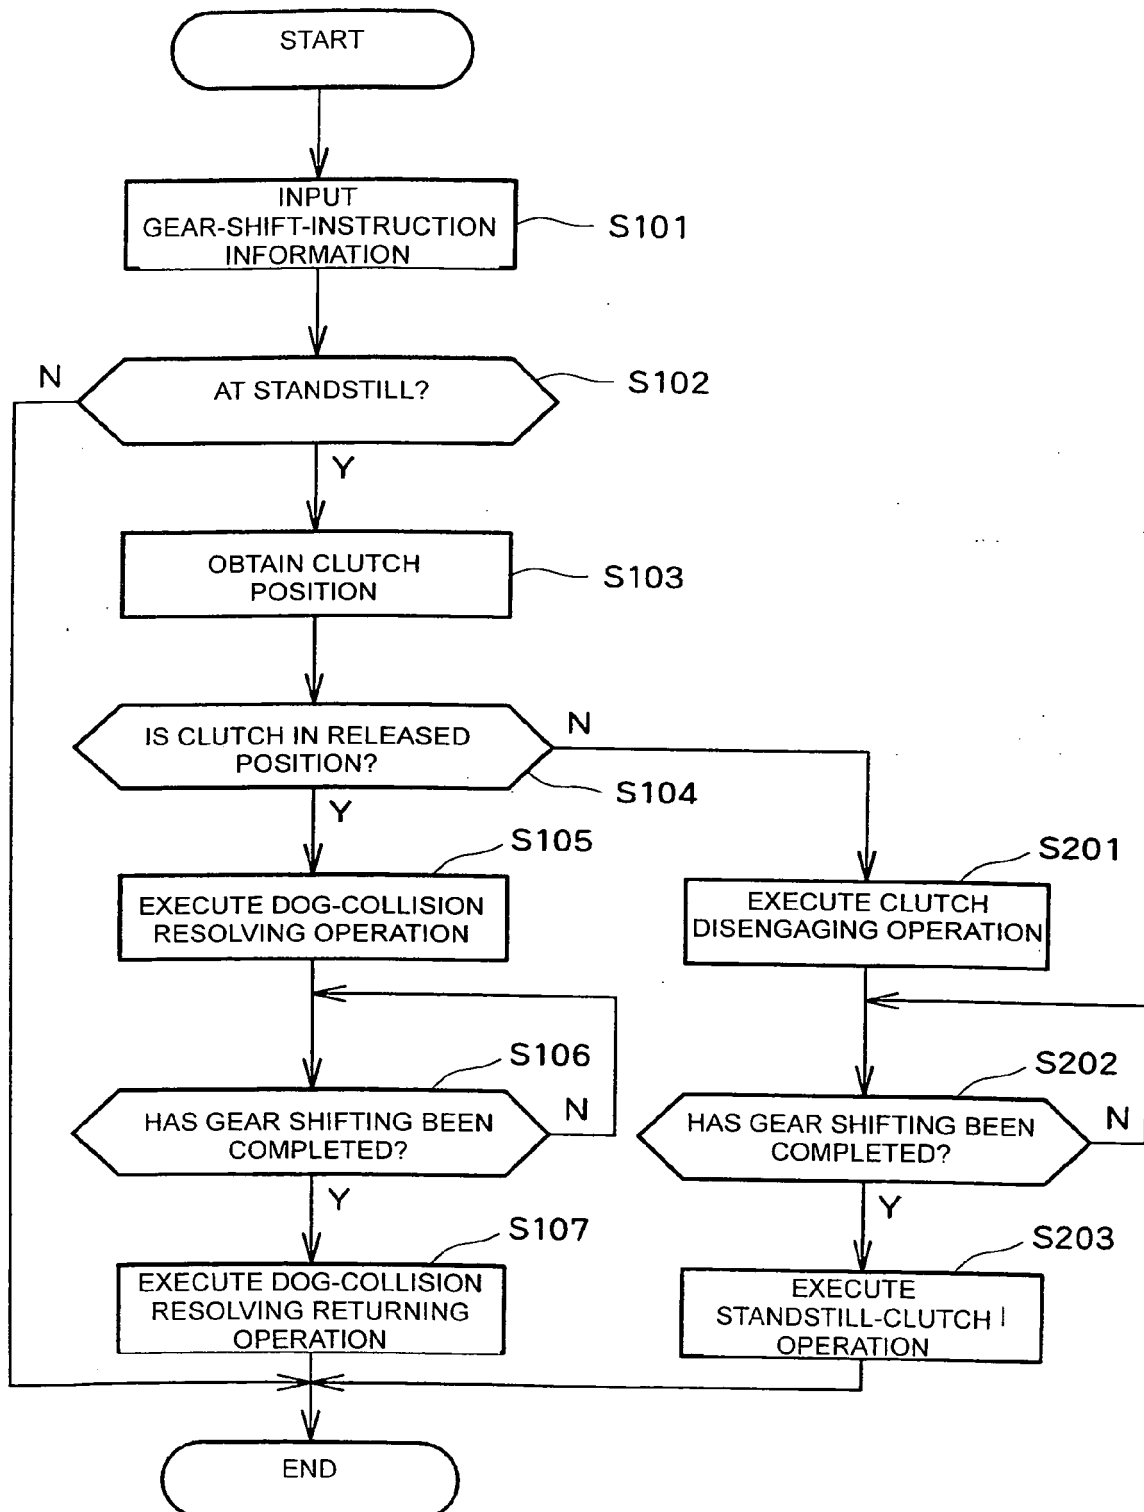 START
INPUT
GEAR-SHIFT-INSTRUCTION
INFORMATION
S101
N
AT STANDSTILL?
S102
Y
OBTAIN CLUTCH
POSITION
S103
IS CLUTCH IN RELEASED
POSITION?
N
S104
Y
S105
EXECUTE DOG-COLLISION
RESOLVING OPERATION
S201
EXECUTE CLUTCH
DISENGAGING OPERATION
S106
HAS GEAR SHIFTING BEEN
COMPLETED?
N
Y
S202
HAS GEAR SHIFTING BEEN
COMPLETED?
N
Y
S107
EXECUTE DOG-COLLISION
RESOLVING RETURNING
OPERATION
S203
EXECUTE
STANDSTILL-CLUTCH
OPERATION
END